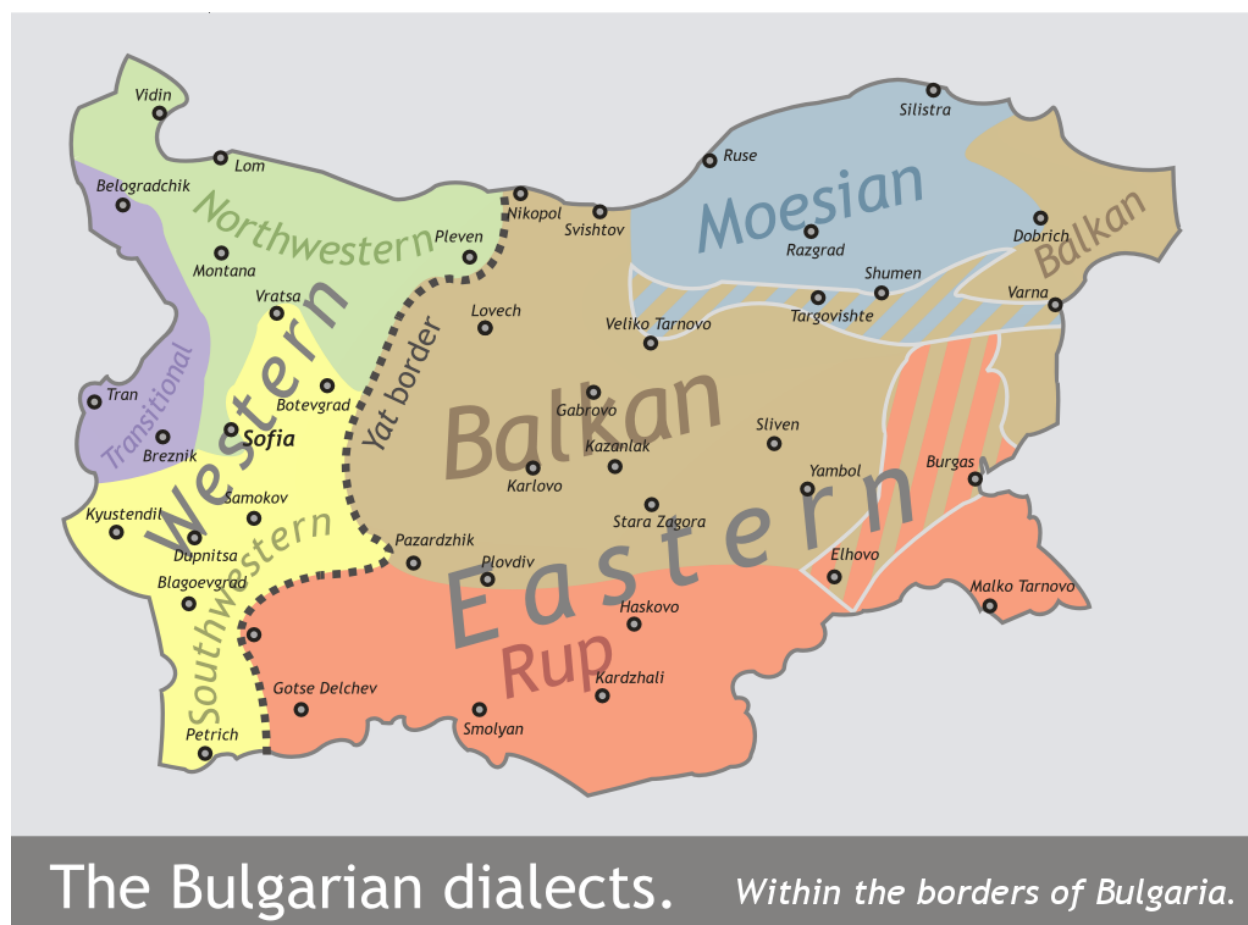 Vidin
Silistra
Lom
Ruse
Belogradchik
Northwestern
Moesian
Nikopol
Svishtov
Pleven
Razgrad
Dobrich
Balkan
Montana
Shumen
Vratsa
Varna
Lovech
Targovishte
Veliko Tarnovo
Yat border
Western
Tran
Transitional
Botevgrad
Gabrovo
Balkan
Breznik
Sofia
Kazanlak
Sliven
Karlovo
Yambol
Burgas
Samokov
Kyustendil
Stara Zagora
Eastern
Dupnitsa
Southwestern
Pazardzhik
Plovdiv
Elhovo
Blagoevgrad
Malko Tarnovo
Haskovo
Rup
Kardzhali
Gotse Delchev
Smolyan
Petrich
The Bulgarian dialects.
Within the borders of Bulgaria.